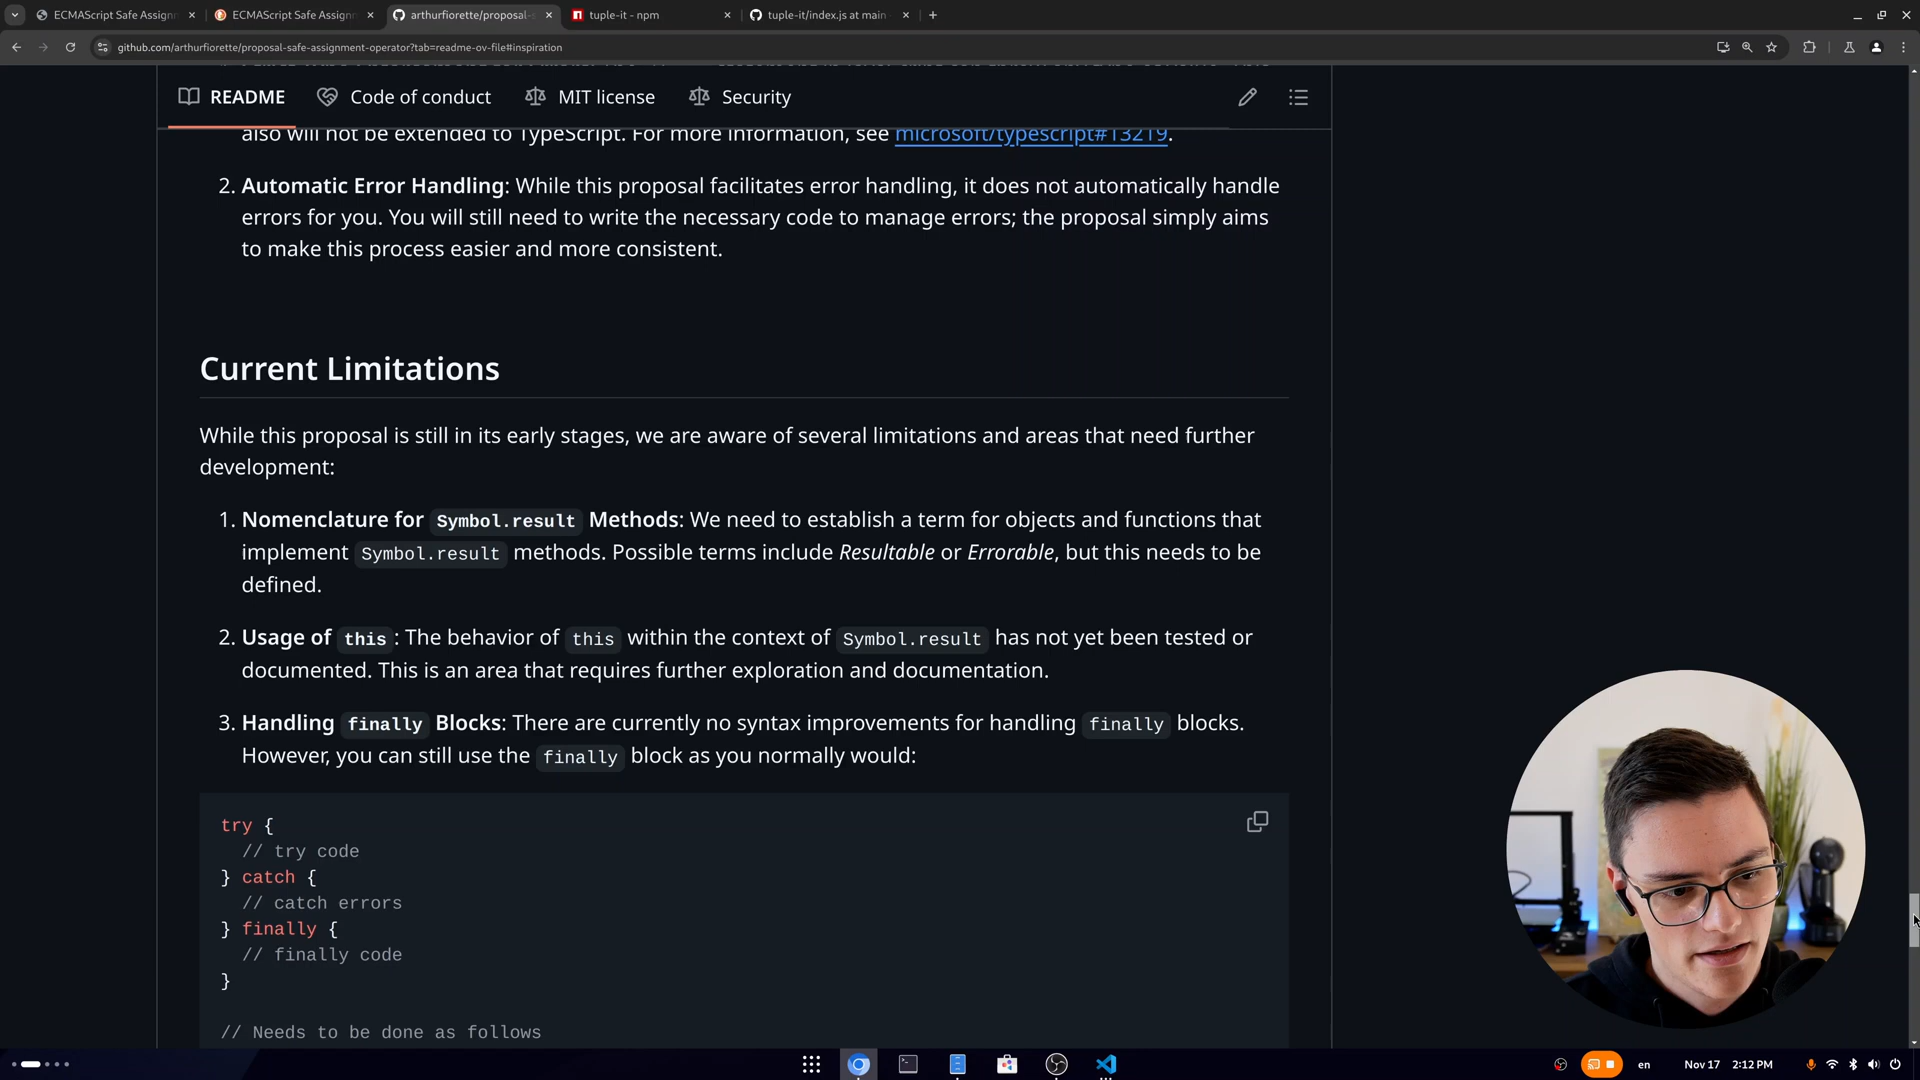 ECMAScript Safe Assignm
ECMAScript Safe Assignm
arthurfiorette/proposal-s
tuple-it - npm
tuple-it/index.js at main
github.com/arthurfiorette/proposal-safe-assignment-operator?tab=readme-ov-file#inspiration
README
Code of conduct
MIT license
Security
also will not be extended to TypeScript. For more information, see microsoft/typescript#13219.
2. Automatic Error Handling: While this proposal facilitates error handling, it does not automatically handle
errors for you. You will still need to write the necessary code to manage errors; the proposal simply aims
to make this process easier and more consistent.
Current Limitations
While this proposal is still in its early stages, we are aware of several limitations and areas that need further
development:
1. Nomenclature for Symbol.result Methods: We need to establish a term for objects and functions that
implement Symbol.result methods. Possible terms include Resultable or Errorable, but this needs to be
defined.
2. Usage of this : The behavior of this within the context of Symbol.result has not yet been tested or
documented. This is an area that requires further exploration and documentation.
3. Handling finally Blocks: There are currently no syntax improvements for handling finally blocks.
However, you can still use the finally block as you normally would:
try {
// try code
} catch {
// catch errors
} finally {
// finally code
}
// Needs to be done as follows
en
Nov 17 2:12 PM